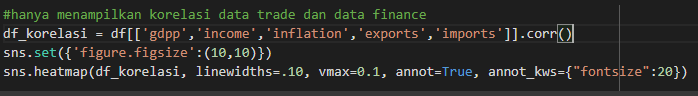 #hanya menampilkan korelasi data trade dan data finance
df_korelasi = df[['gdpp','income','inflation','exports','imports']].corr()
sns.set({'figure.figsize':(10,10)})
sns.heatmap(df_korelasi, linewidths=.10, vmax=0.1, annot=True, annot_kws={"fontsize":20})